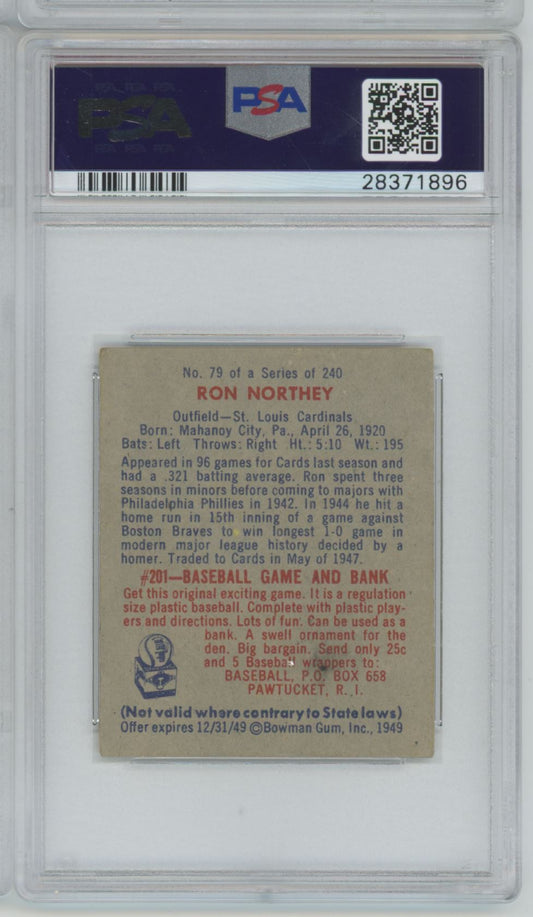 PSA
PSA
28371896
No. 79 of a Series of 240
RON NORTHEY
Outfield—St. Louis Cardinals
Born: Mahanoy City, Pa., April 26, 1920
Bats: Left Throws: Right Ht.: 5:10 Wt.: 195
Appeared in 96 games for Cards last season and
had a .321 batting average. Ron spent three
seasons in minors before coming to majors with
Philadelphia Phillies in 1942. In 1944 he hit a
home run in 15th inning of a game against
Boston Braves to win longest 1-0 game in
modern major league history decided by a
homer. Traded to Cards in May of 1947.
#201—BASEBALL GAME AND BANK
Get this original exciting game. It is a regulation
size plastic baseball. Complete with plastic play-
ers and directions. Lots of fun. Can be used as a
bank. A swell ornament for the
den. Big bargain. Send only 25c
and 5 Baseball wrappers to:
BASEBALL, P.O. BOX 658
PAWTUCKET, R. I.
(Not valid where contrary to State laws)
Offer expires 12/31/49 ©Bowman Gum, Inc., 1949